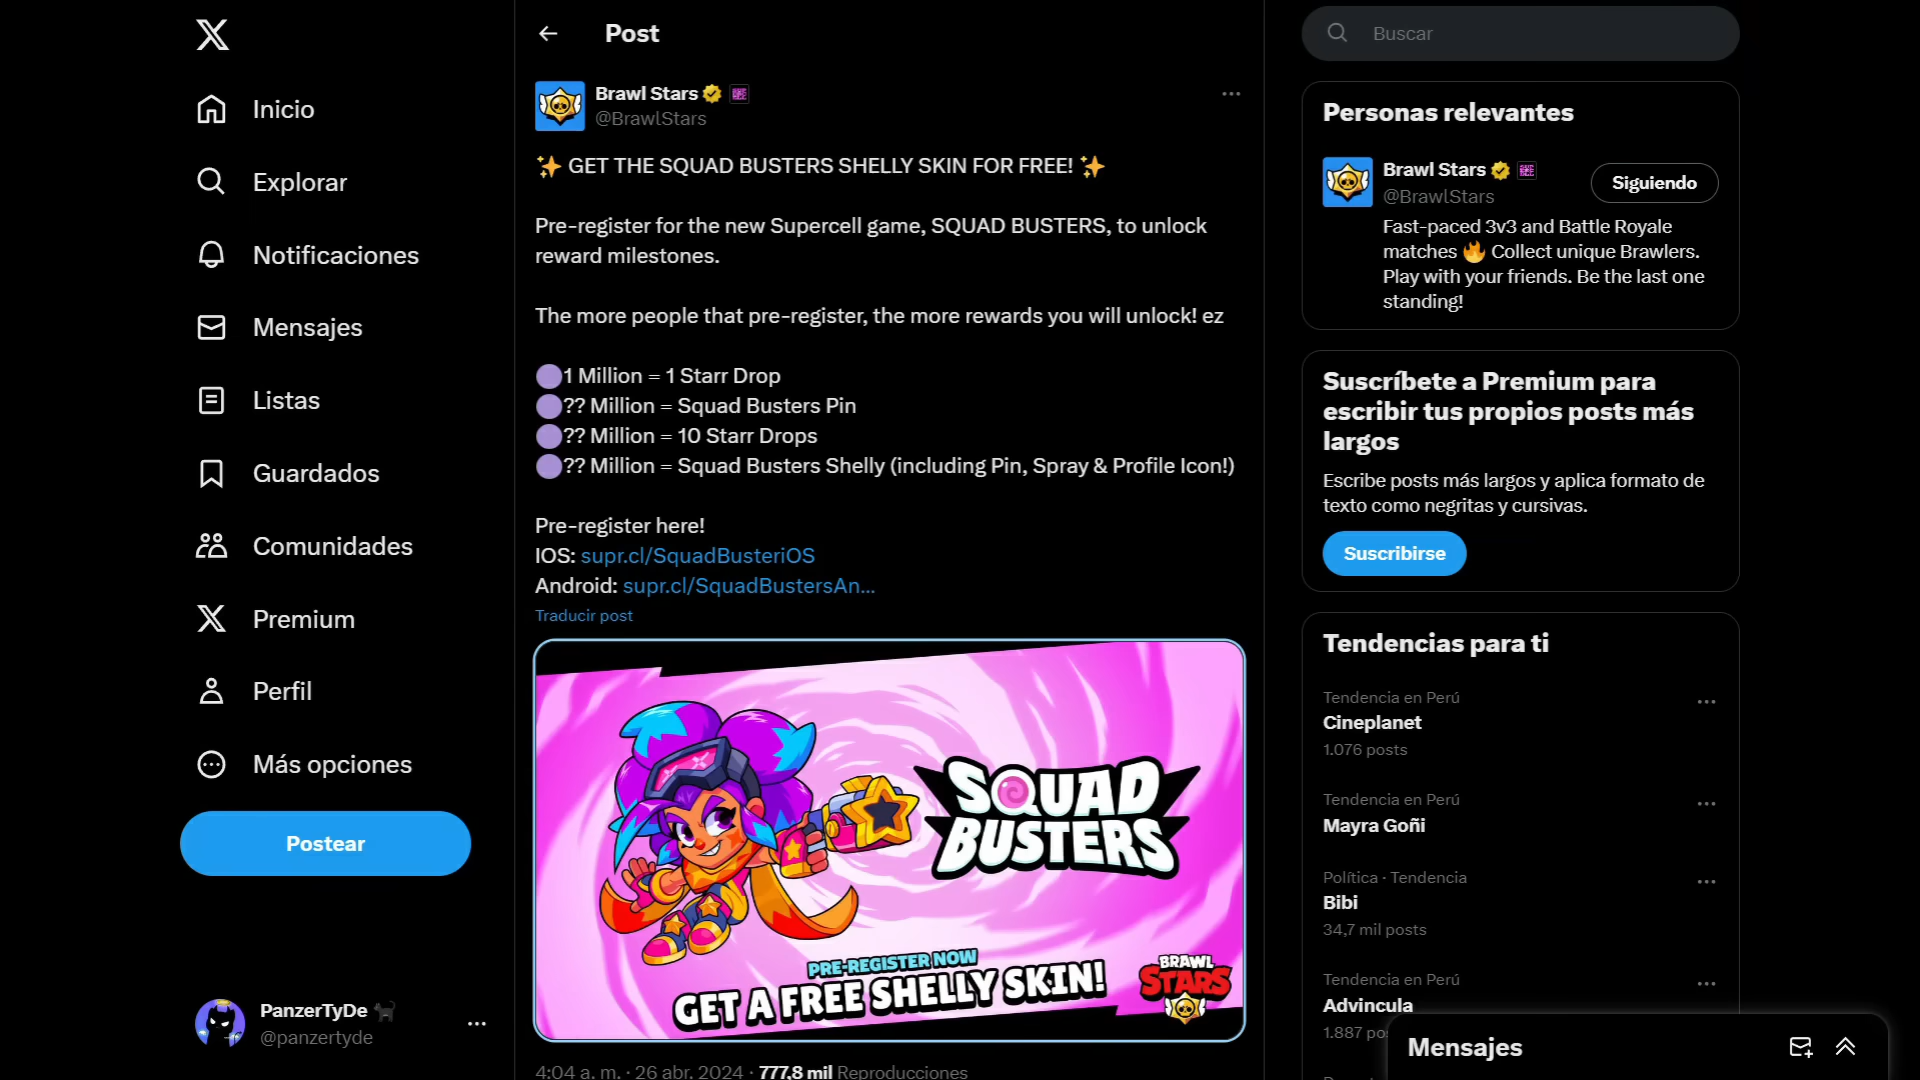 Inicio
Explorar
Notificaciones
Mensajes
Listas
Guardados
Comunidades
Premium
Perfil
Más opciones
Postear
PanzerTyDe
@panzertyde
Post
Brawl Stars
@BrawlStars
✨ GET THE SQUAD BUSTERS SHELLY SKIN FOR FREE! ✨
Pre-register for the new Supercell game, SQUAD BUSTERS, to unlock
reward milestones.
The more people that pre-register, the more rewards you will unlock! ez
🟣1 Million = 1 Starr Drop
🟣?? Million = Squad Busters Pin
🟣?? Million = 10 Starr Drops
🟣?? Million = Squad Busters Shelly (including Pin, Spray & Profile Icon!)
Pre-register here!
IOS: supr.cl/SquadBusteriOS
Android: supr.cl/SquadBustersAn...
Traducir post
SQUAD
BUSTERS
PRE-REGISTER NOW
GET A FREE SHELLY SKIN!
BRAWL
STARS
4:04 a. m. · 26 abr. 2024 · 777,8 mil Reproducciones
Buscar
Personas relevantes
Brawl Stars
@BrawlStars
Siguiendo
Fast-paced 3v3 and Battle Royale
matches 🔥 Collect unique Brawlers.
Play with your friends. Be the last one
standing!
Suscríbete a Premium para
escribir tus propios posts más
largos
Escribe posts más largos y aplica formato de
texto como negritas y cursivas.
Suscribirse
Tendencias para ti
Tendencia en Perú
Cineplanet
1.076 posts
Tendencia en Perú
Mayra Goñi
Política · Tendencia
Bibi
34,7 mil posts
Tendencia en Perú
Advincula
1.887 po
Mensajes